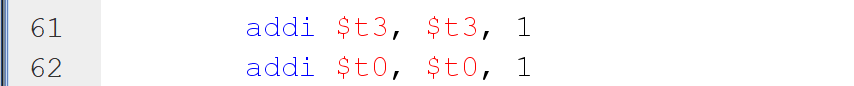 61 addi $t3, $t3, 1
62 addi $t0, $t0, 1